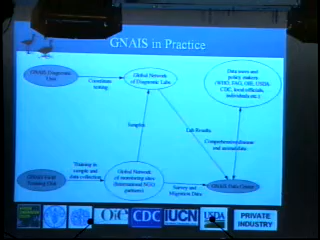 GNAIS in Practice
GNAIS Diagnostic
Unit
Constitute
testing
Global Network
of Diagnostic Labs
Data users and
policy makers
(WHO, FAO, OIE, USDA-
CDC, local officials,
individuals etc.)
Samples
Lab Results
Comprehensive disease
and animal data
Training in
sample and
data collection
GNAIS Field
Training Unit
Global Network
of monitoring sites
(International NGO
partners)
Survey and
Migration Data
GNAIS Data Center
OiC
CDC
IUCN
USDA
PRIVATE
INDUSTRY